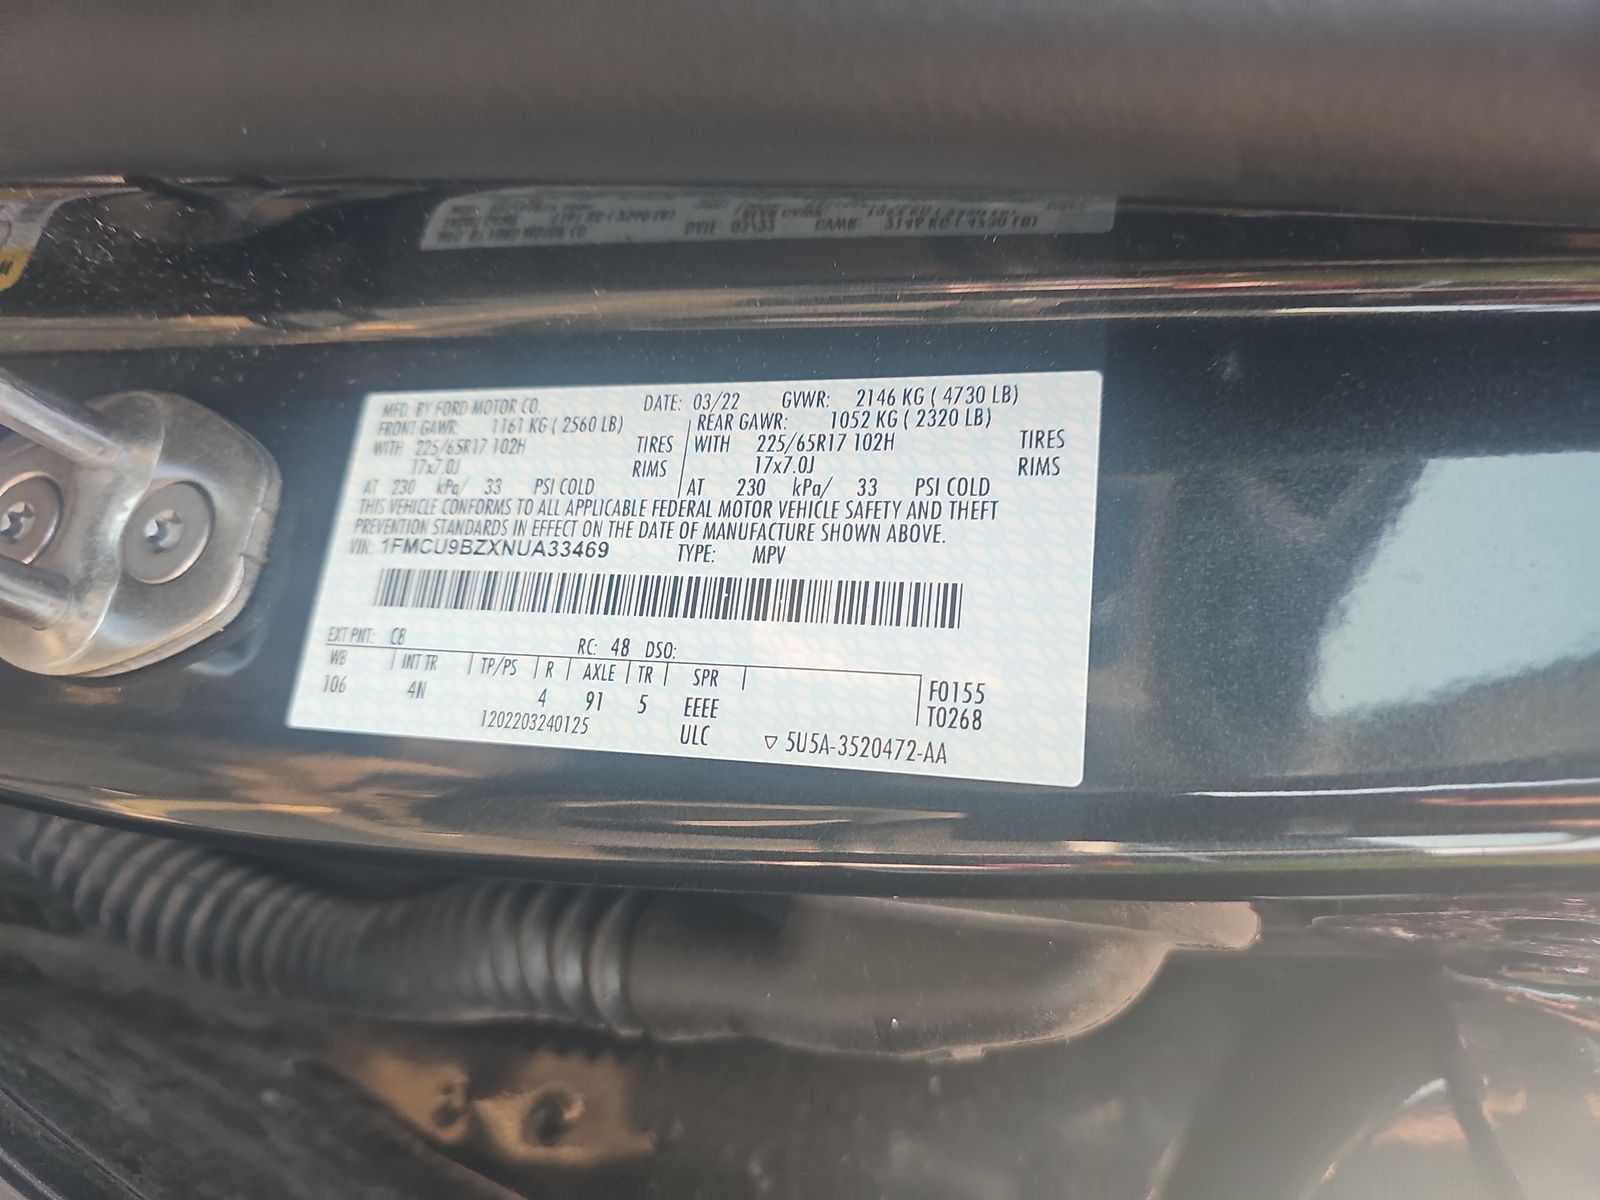 MFD. BY FORD MOTOR CO. DATE: 03/22 GVWR: 2146 KG ( 4730 LB)
FRONT GAWR: 1161 KG ( 2560 LB) REAR GAWR: 1052 KG ( 2320 LB)
WITH 225/65R17 102H TIRES WITH 225/65R17 102H TIRES
17x7.0J RIMS 17x7.0J RIMS
AT 230 kPa/ 33 PSI COLD AT 230 kPa/ 33 PSI COLD
THIS VEHICLE CONFORMS TO ALL APPLICABLE FEDERAL MOTOR VEHICLE SAFETY AND THEFT
PREVENTION STANDARDS IN EFFECT ON THE DATE OF MANUFACTURE SHOWN ABOVE.
VIN: 1FMCU9BZXNUA33469 TYPE: MPV
EXT PNT: C8 RC: 48 DSO:
WB INT TR TP/PS R AXLE TR SPR F0155
106 4N 4 91 5 EEEE T0268
1202203240125 ULC ▽ 5U5A-3520472-AA